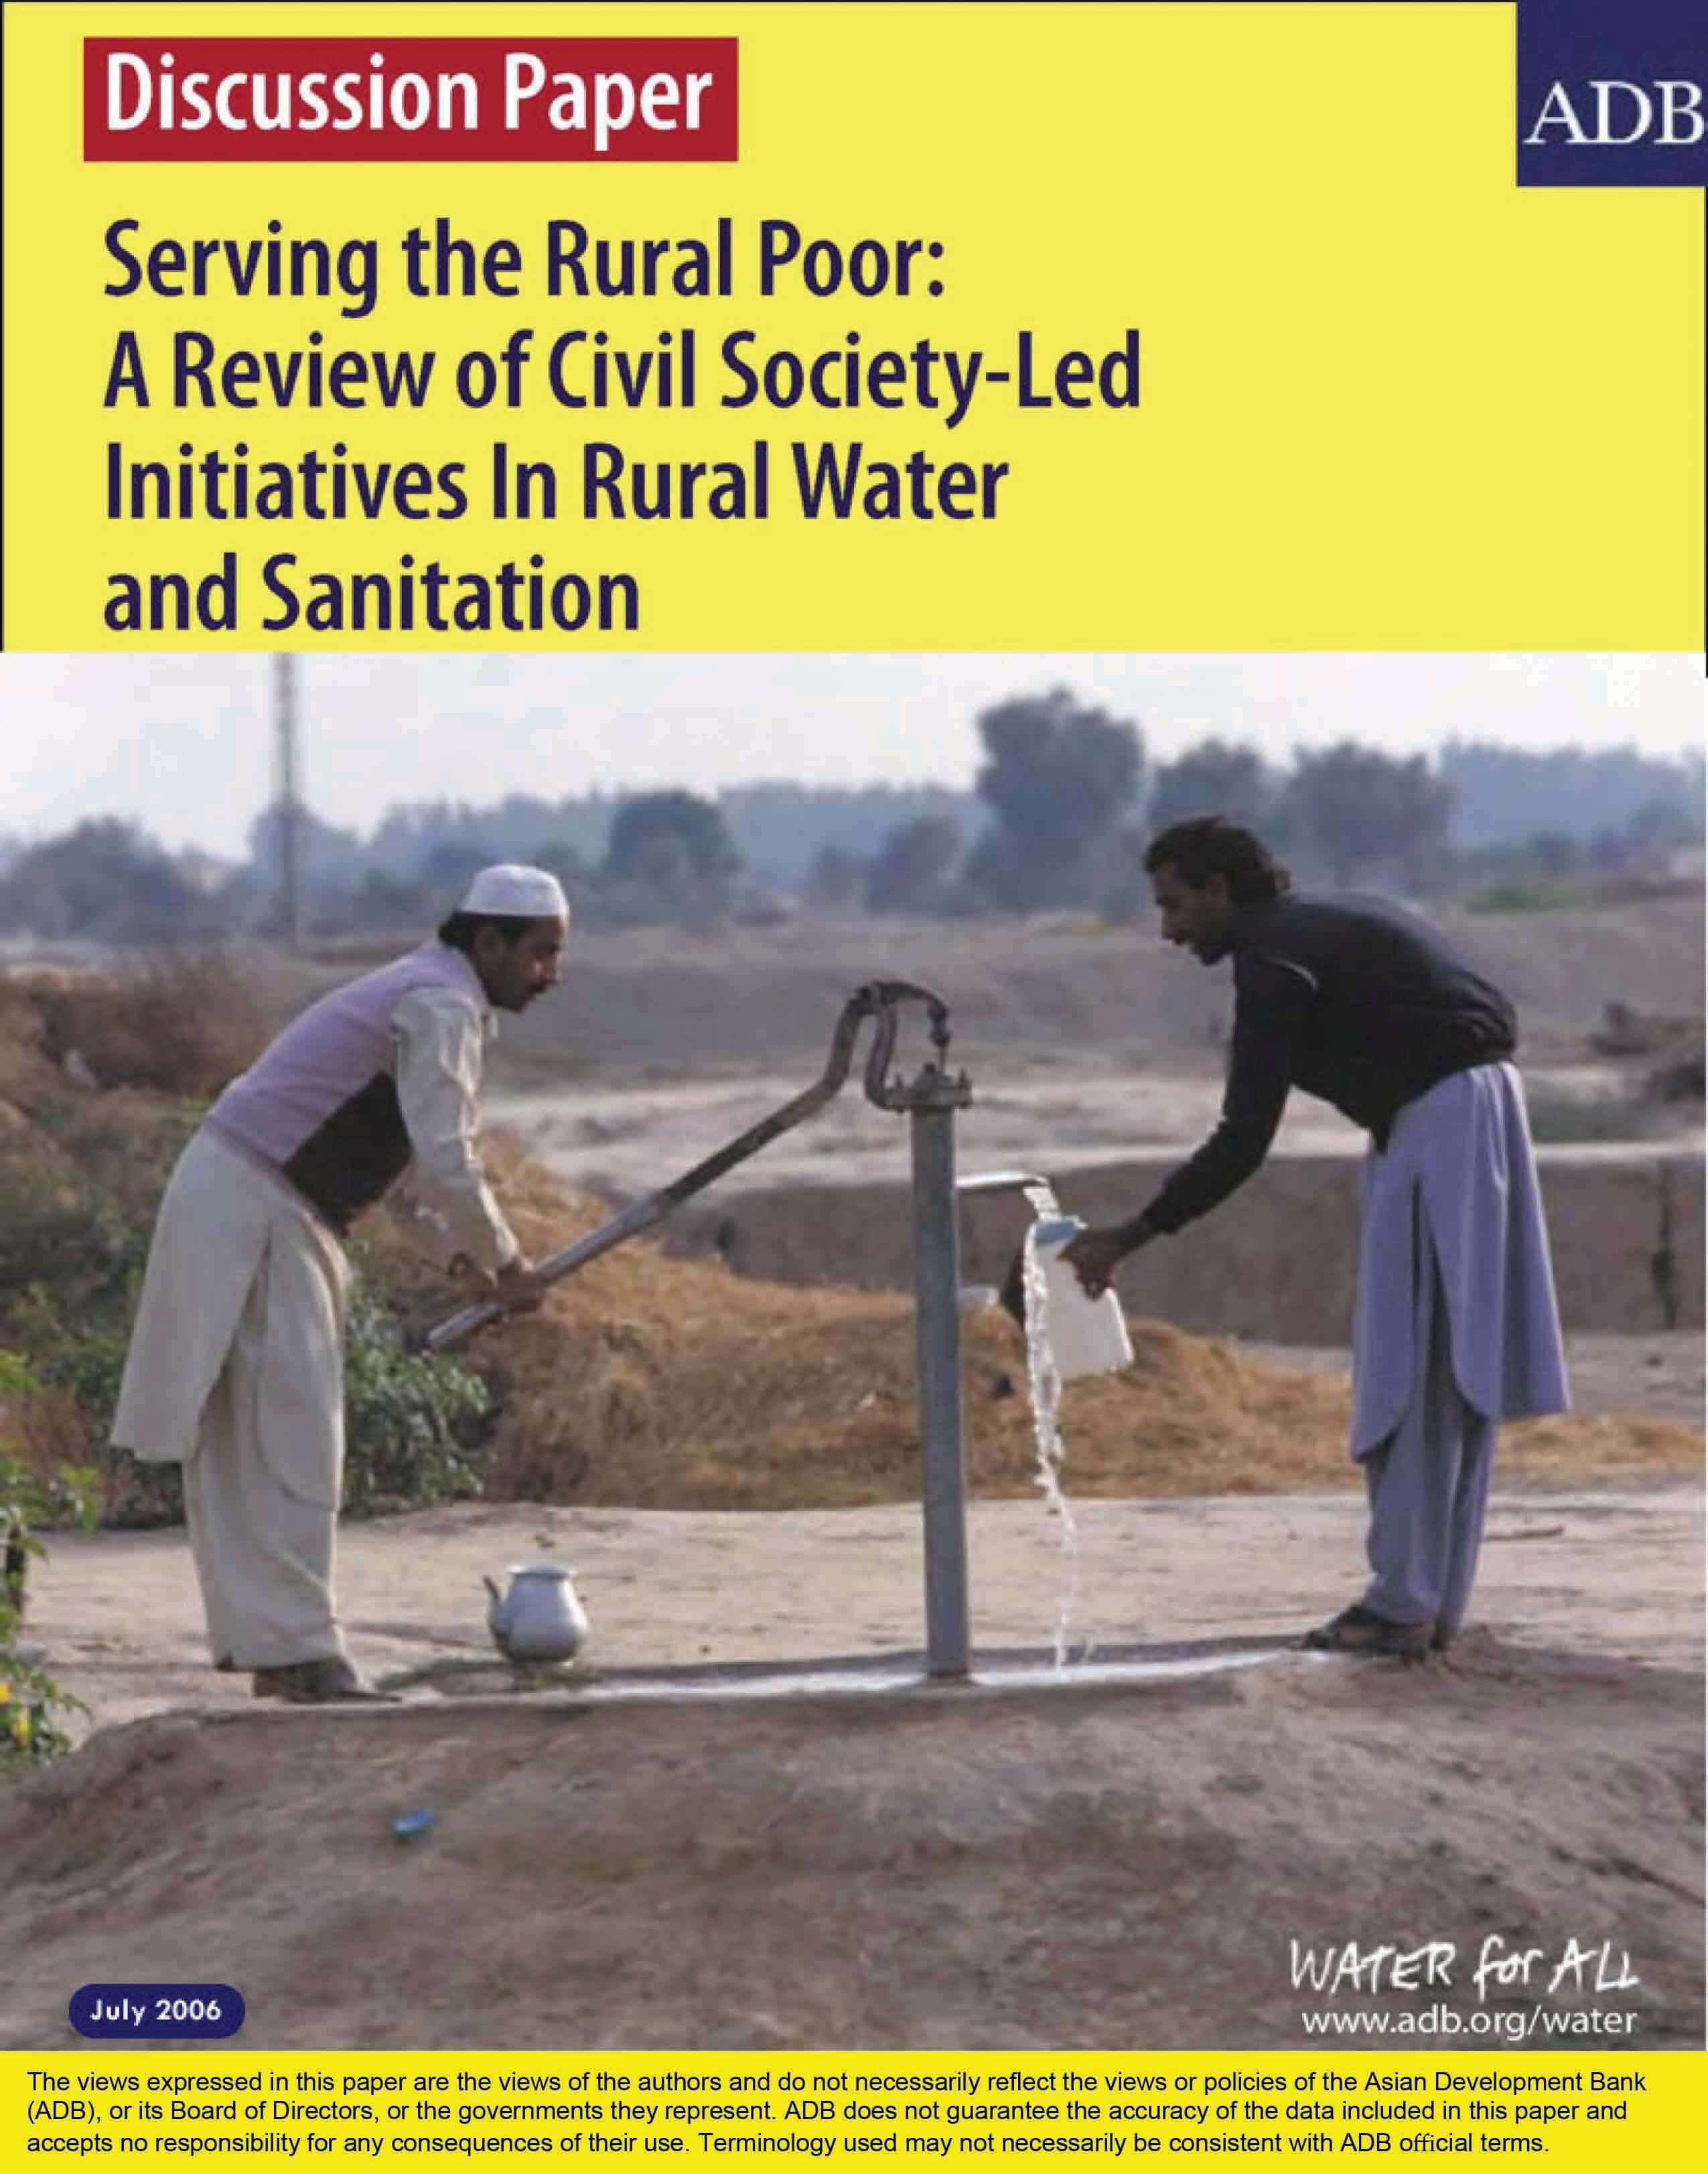 Discussion Paper
ADB
Serving the Rural Poor:
A Review of Civil Society-Led
Initiatives In Rural Water
and Sanitation
WATER for ALL
www.adb.org/water
July 2006
The views expressed in this paper are the views of the authors and do not necessarily reflect the views or policies of the Asian Development Bank
(ADB), or its Board of Directors, or the governments they represent. ADB does not guarantee the accuracy of the data included in this paper and
accepts no responsibility for any consequences of their use. Terminology used may not necessarily be consistent with ADB official terms.